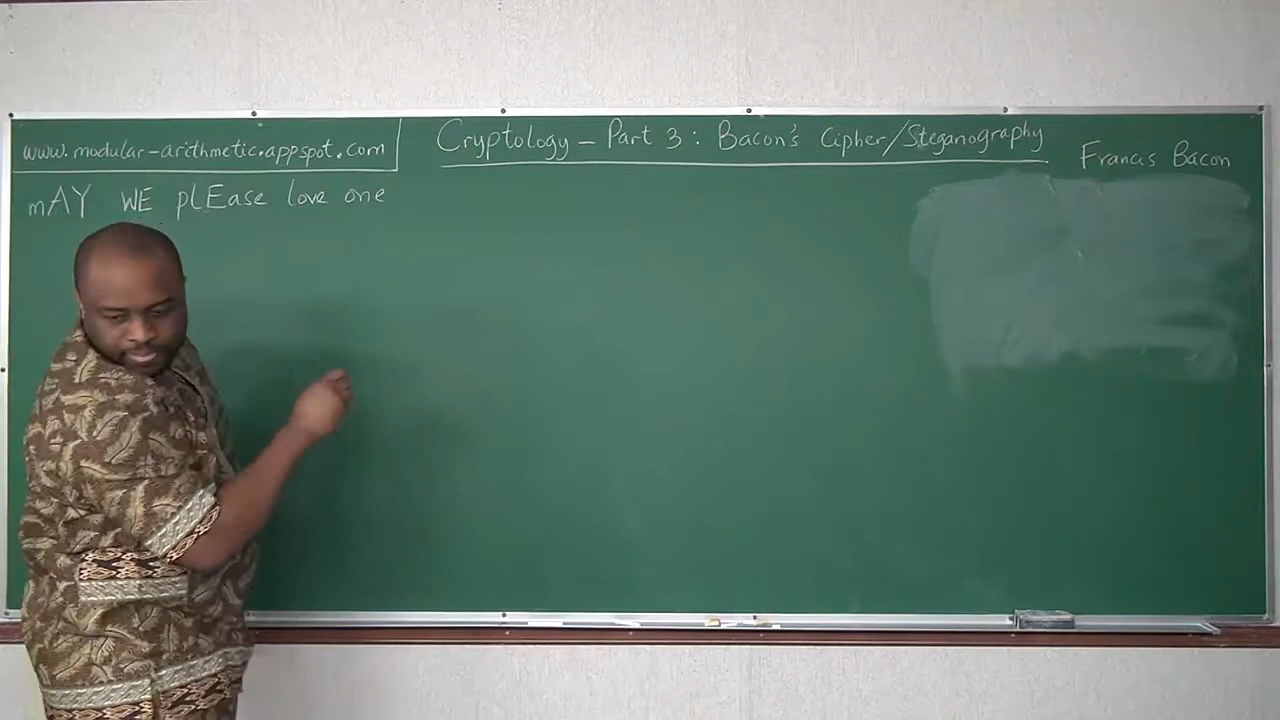 www.modular-arithmetic.appspot.com
Cryptology - Part 3: Bacon's Cipher/Steganography
Francis Bacon
mAY WE plEase love one